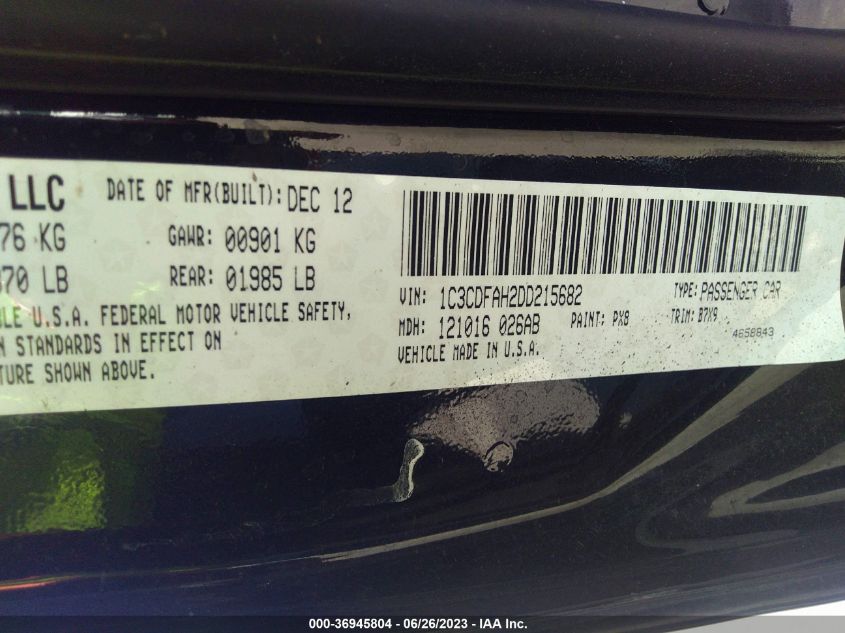 LLC DATE OF MFR(BUILT): DEC 12
76 KG GAWR: 00901 KG
70 LB REAR: 01985 LB
BLE U.S.A. FEDERAL MOTOR VEHICLE SAFETY,
N STANDARDS IN EFFECT ON
TURE SHOWN ABOVE.
VIN: 1C3CDFAH2DD215682 TYPE: PASSENGER CAR
MDH: 121016 026AB PAINT: PX8 TRIM: B7X9
VEHICLE MADE IN U.S.A. 4658843
000-36945804 - 06/26/2023 - IAA Inc.